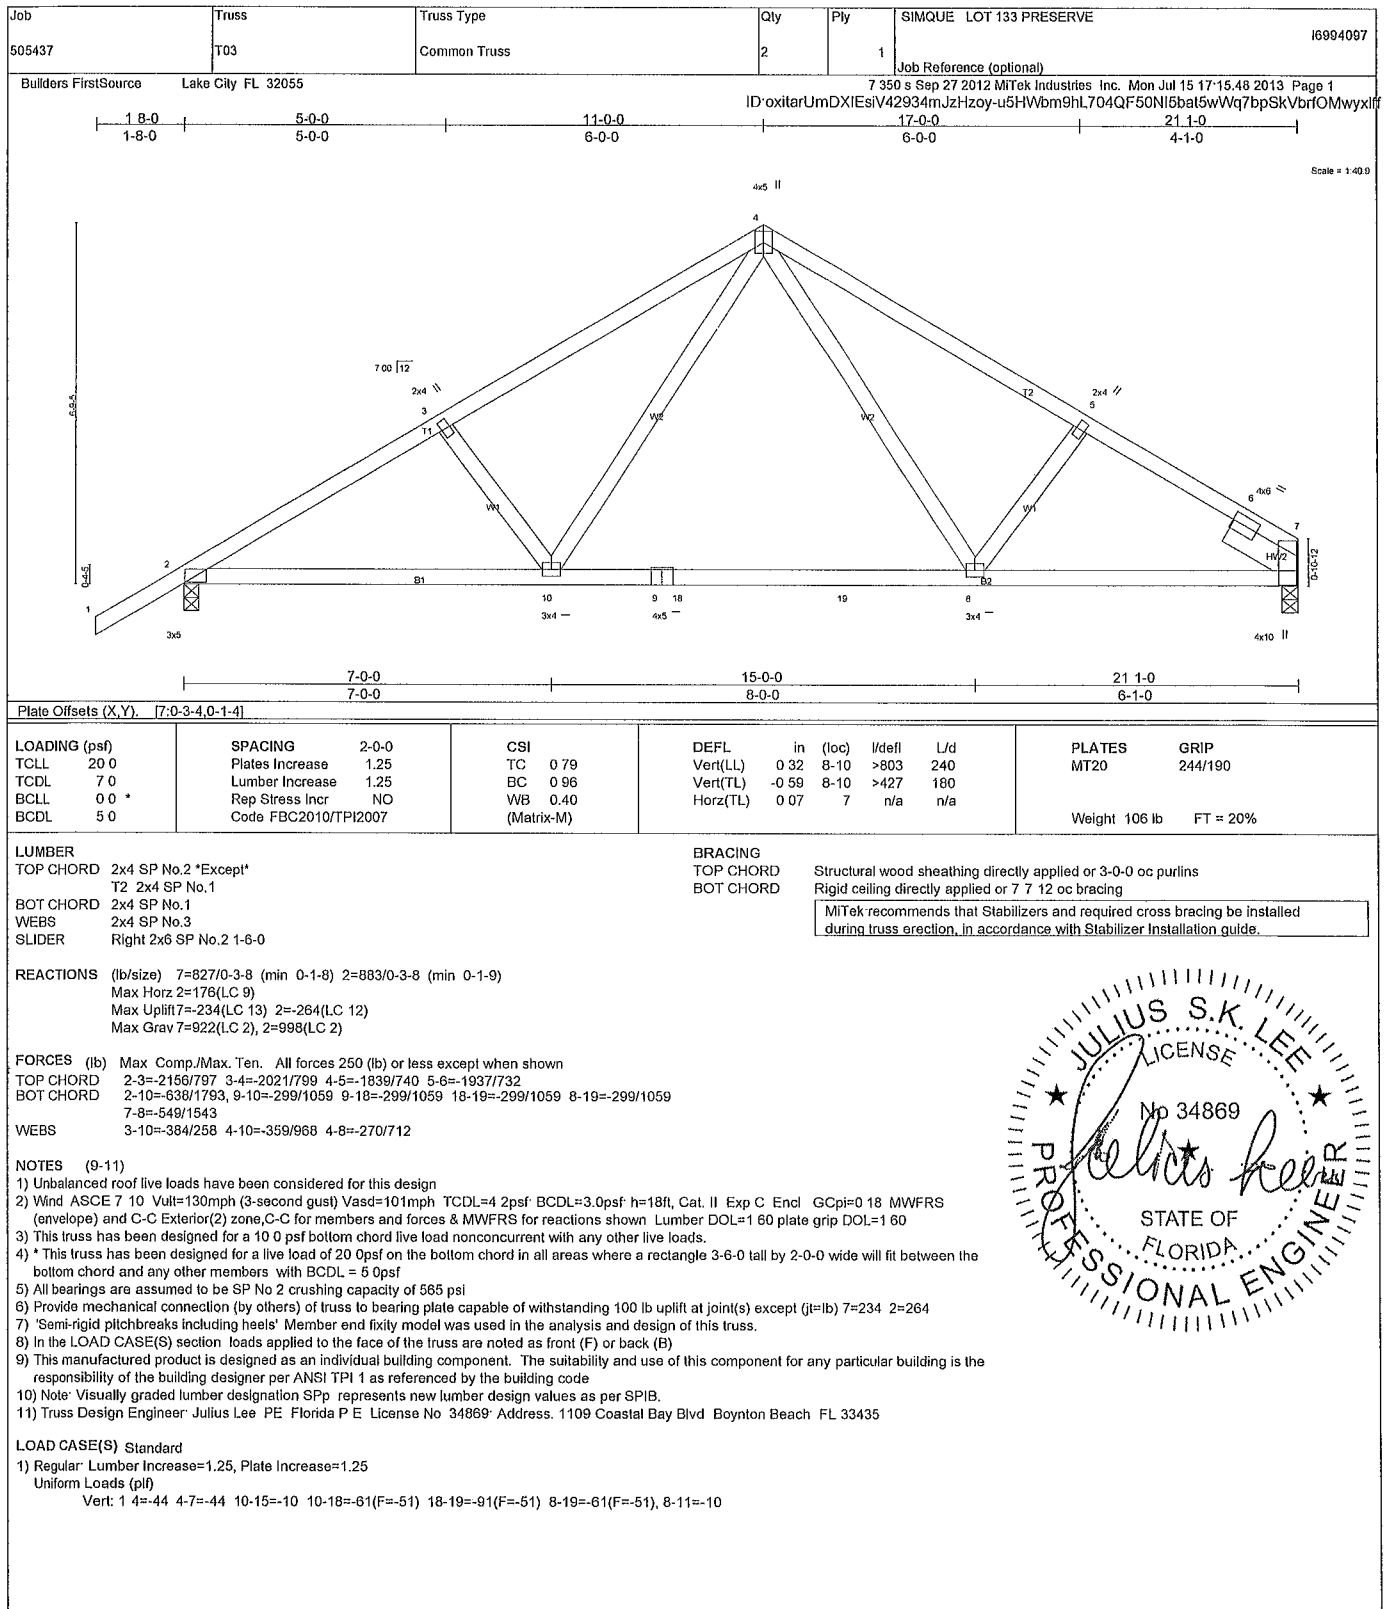 Job Truss Truss Type Qty Ply SIMQUE LOT 133 PRESERVE
I6994097
505437 T03 Common Truss 2 1
Job Reference (optional)
Builders FirstSource Lake City FL 32055 7 350 s Sep 27 2012 MiTek Industries Inc. Mon Jul 15 17:15.48 2013 Page 1
ID:oxitarUmDXIEsiV42934mJzHzoy-u5HWbm9hL704QF50NI5bat5wWq7bpSkVbrfOMwyxlff
1 8-0 5-0-0 11-0-0 17-0-0 21.1-0
1-8-0 5-0-0 6-0-0 6-0-0 4-1-0
Scale = 1:40.9
4x5 ||
4
7 00 12
2x4 \\
3
T1
W2
W2
T2
2x4 //
5
6-9-5
W1
W1
6
4x6
7
HW2
0-10-12
0-4-5
2
1
B1
B2
10 9 18 19 8
3x5
3x4 — 4x5 — 3x4 —
4x10 ||
7-0-0 15-0-0 21 1-0
7-0-0 8-0-0 6-1-0
Plate Offsets (X,Y). [7:0-3-4,0-1-4]
LOADING (psf) SPACING 2-0-0 CSI DEFL in (loc) l/defl L/d PLATES GRIP
TCLL 20 0 Plates Increase 1.25 TC 0 79 Vert(LL) 0 32 8-10 >803 240 MT20 244/190
TCDL 7 0 Lumber Increase 1.25 BC 0 96 Vert(TL) -0 59 8-10 >427 180
BCLL 0 0 * Rep Stress Incr NO WB 0.40 Horz(TL) 0 07 7 n/a n/a
BCDL 5 0 Code FBC2010/TPI2007 (Matrix-M) Weight 106 lb FT = 20%
LUMBER
TOP CHORD 2x4 SP No.2 *Except*
T2 2x4 SP No.1
BOT CHORD 2x4 SP No.1
WEBS 2x4 SP No.3
SLIDER Right 2x6 SP No.2 1-6-0
BRACING
TOP CHORD Structural wood sheathing directly applied or 3-0-0 oc purlins
BOT CHORD Rigid ceiling directly applied or 7 7 12 oc bracing
MiTek recommends that Stabilizers and required cross bracing be installed
during truss erection, in accordance with Stabilizer Installation guide.
REACTIONS (lb/size) 7=827/0-3-8 (min 0-1-8) 2=883/0-3-8 (min 0-1-9)
Max Horz 2=176(LC 9)
Max Uplift7=-234(LC 13) 2=-264(LC 12)
Max Grav 7=922(LC 2), 2=998(LC 2)
FORCES (lb) Max Comp./Max. Ten. All forces 250 (lb) or less except when shown
TOP CHORD 2-3=-2156/797 3-4=-2021/799 4-5=-1839/740 5-6=-1937/732
BOT CHORD 2-10=-638/1793, 9-10=-299/1059 9-18=-299/1059 18-19=-299/1059 8-19=-299/1059
7-8=-549/1543
WEBS 3-10=-384/258 4-10=-359/968 4-8=-270/712
NOTES (9-11)
1) Unbalanced roof live loads have been considered for this design
2) Wind ASCE 7 10 Vult=130mph (3-second gust) Vasd=101mph TCDL=4 2psf BCDL=3.0psf h=18ft, Cat. II Exp C Encl GCpi=0 18 MWFRS
(envelope) and C-C Exterior(2) zone,C-C for members and forces & MWFRS for reactions shown Lumber DOL=1 60 plate grip DOL=1 60
3) This truss has been designed for a 10 0 psf bottom chord live load nonconcurrent with any other live loads.
4) * This truss has been designed for a live load of 20 0psf on the bottom chord in all areas where a rectangle 3-6-0 tall by 2-0-0 wide will fit between the
bottom chord and any other members with BCDL = 5 0psf
5) All bearings are assumed to be SP No 2 crushing capacity of 565 psi
6) Provide mechanical connection (by others) of truss to bearing plate capable of withstanding 100 lb uplift at joint(s) except (jt=lb) 7=234 2=264
7) 'Semi-rigid pitchbreaks including heels' Member end fixity model was used in the analysis and design of this truss.
8) In the LOAD CASE(S) section loads applied to the face of the truss are noted as front (F) or back (B)
9) This manufactured product is designed as an individual building component. The suitability and use of this component for any particular building is the
responsibility of the building designer per ANSI TPI 1 as referenced by the building code
10) Note Visually graded lumber designation SPp represents new lumber design values as per SPIB.
11) Truss Design Engineer Julius Lee PE Florida P E License No 34869 Address. 1109 Coastal Bay Blvd Boynton Beach FL 33435
LOAD CASE(S) Standard
1) Regular Lumber Increase=1.25, Plate Increase=1.25
Uniform Loads (plf)
Vert: 1 4=-44 4-7=-44 10-15=-10 10-18=-61(F=-51) 18-19=-91(F=-51) 8-19=-61(F=-51), 8-11=-10
JULIUS S.K. LEE
LICENSE
No 34869
Julius Lee
STATE OF
FLORIDA
PROFESSIONAL ENGINEER